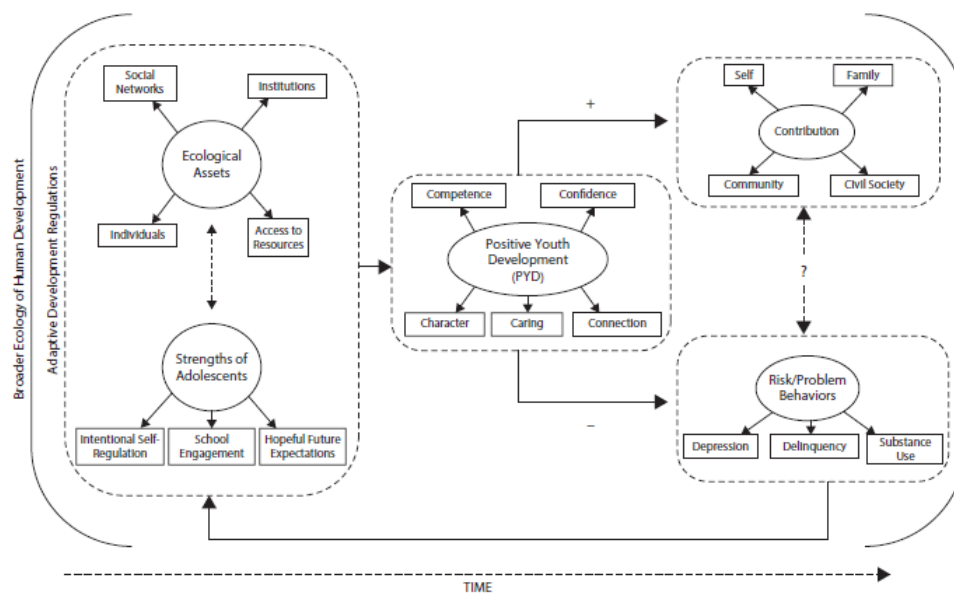 Broader Ecology of Human Development
Adaptive Development Regulations
Social
Networks
Institutions
Ecological
Assets
Individuals
Access to
Resources
Strengths of
Adolescents
Intentional Self-
Regulation
School
Engagement
Hopeful Future
Expectations
Competence
Confidence
Positive Youth
Development
(PYD)
Character
Caring
Connection
+
−
Self
Family
Contribution
Community
Civil Society
?
Risk/Problem
Behaviors
Depression
Delinquency
Substance
Use
TIME